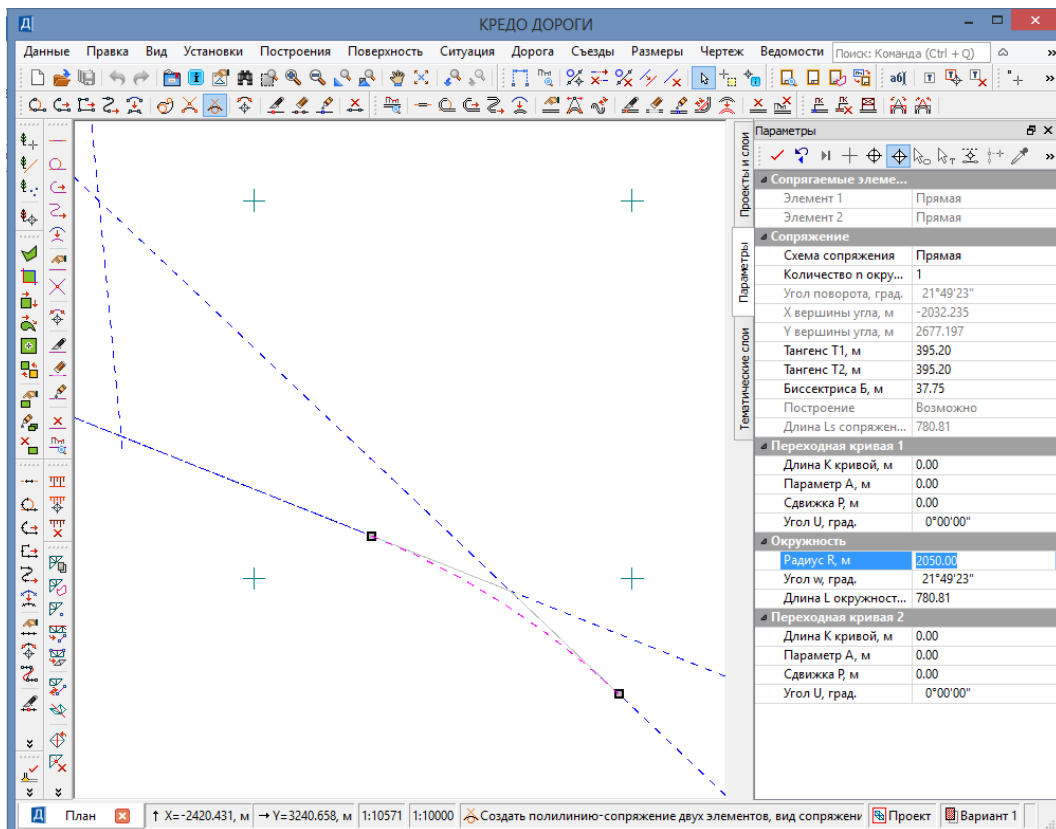 КРЕДО ДОРОГИ
Данные Правка Вид Установки Построения Поверхность Ситуация Дорога Съезды Размеры Чертеж Ведомости Поиск: Команда (Ctrl + Q)
Параметры
Проекты и слои
Параметры
Тематические слои
Сопрягаемые элеме...
Элемент 1 Прямая
Элемент 2 Прямая
Сопряжение
Схема сопряжения Прямая
Количество n окру... 1
Угол поворота, град. 21°49'23"
X вершины угла, м -2032.235
Y вершины угла, м 2677.197
Тангенс T1, м 395.20
Тангенс T2, м 395.20
Биссектриса Б, м 37.75
Построение Возможно
Длина Ls сопряжен... 780.81
Переходная кривая 1
Длина К кривой, м 0.00
Параметр А, м 0.00
Сдвижка Р, м 0.00
Угол U, град. 0°00'00"
Окружность
Радиус R, м 2050.00
Угол w, град. 21°49'23"
Длина L окружност... 780.81
Переходная кривая 2
Длина К кривой, м 0.00
Параметр А, м 0.00
Сдвижка Р, м 0.00
Угол U, град. 0°00'00"
План X=-2420.431, м Y=3240.658, м 1:10571 1:10000 Создать полилинию-сопряжение двух элементов, вид сопряжени Проект Вариант 1